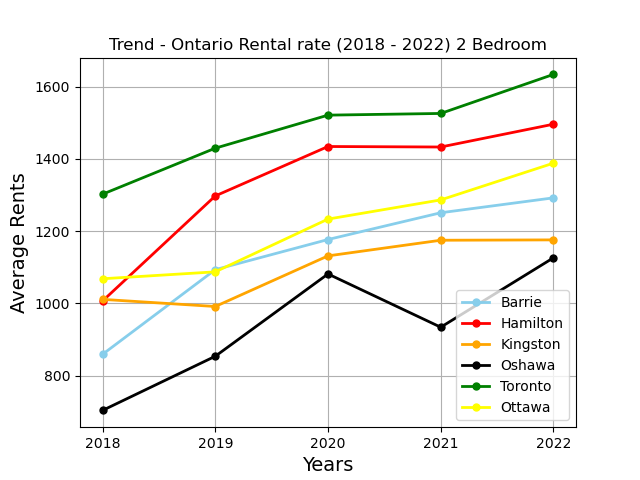 Trend - Ontario Rental rate (2018 - 2022) 2 Bedroom
1600
1400
1200
1000
800
Average Rents
2018 2019 2020 2021 2022
Years
Barrie
Hamilton
Kingston
Oshawa
Toronto
Ottawa